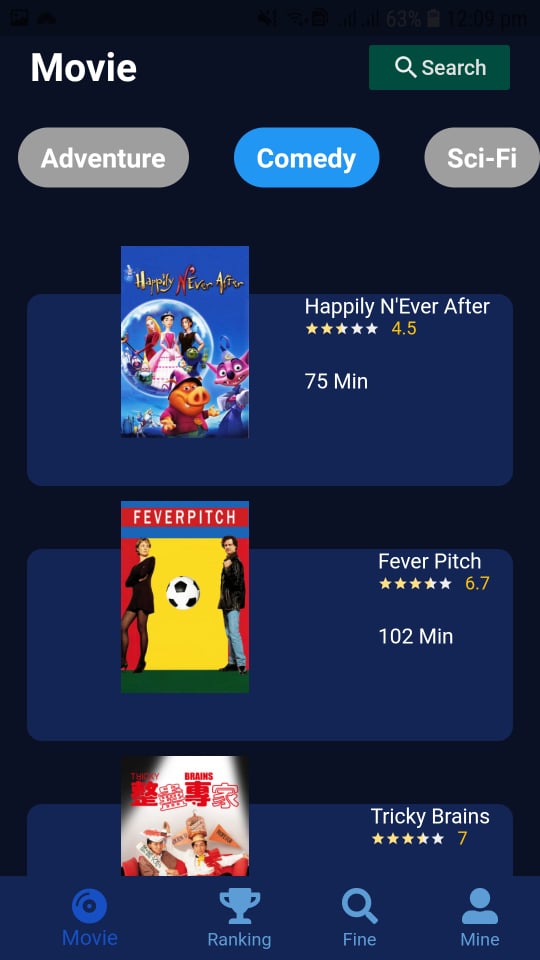 63% 12:09 pm
Movie
Search
Adventure
Comedy
Sci-Fi
Happily N'Ever After
Happily N'Ever After
4.5
75 Min
FEVERPITCH
Fever Pitch
6.7
102 Min
TRICKY BRAINS
整蠱專家
Tricky Brains
7
Movie
Ranking
Fine
Mine